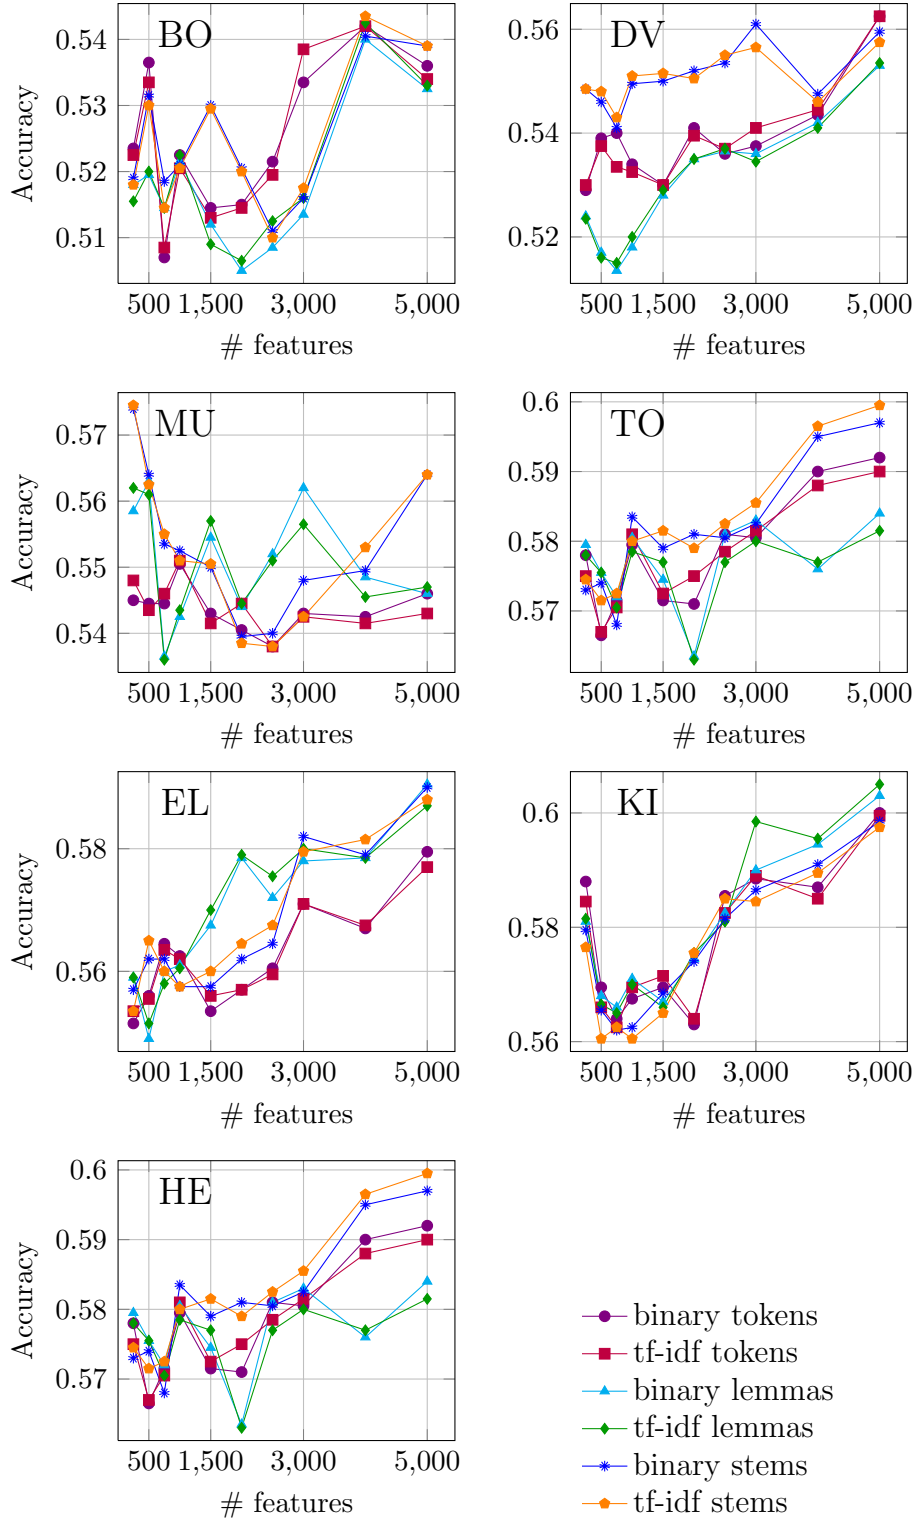 BO
0.54
0.53
0.52
0.51
Accuracy
500 1,500 3,000 5,000
# features
DV
0.56
0.54
0.52
500 1,500 3,000 5,000
# features
MU
0.57
0.56
0.55
0.54
Accuracy
500 1,500 3,000 5,000
# features
TO
0.6
0.59
0.58
0.57
500 1,500 3,000 5,000
# features
EL
0.58
0.56
Accuracy
500 1,500 3,000 5,000
# features
KI
0.6
0.58
0.56
500 1,500 3,000 5,000
# features
HE
0.6
0.59
0.58
0.57
Accuracy
500 1,500 3,000 5,000
# features
binary tokens
tf-idf tokens
binary lemmas
tf-idf lemmas
binary stems
tf-idf stems